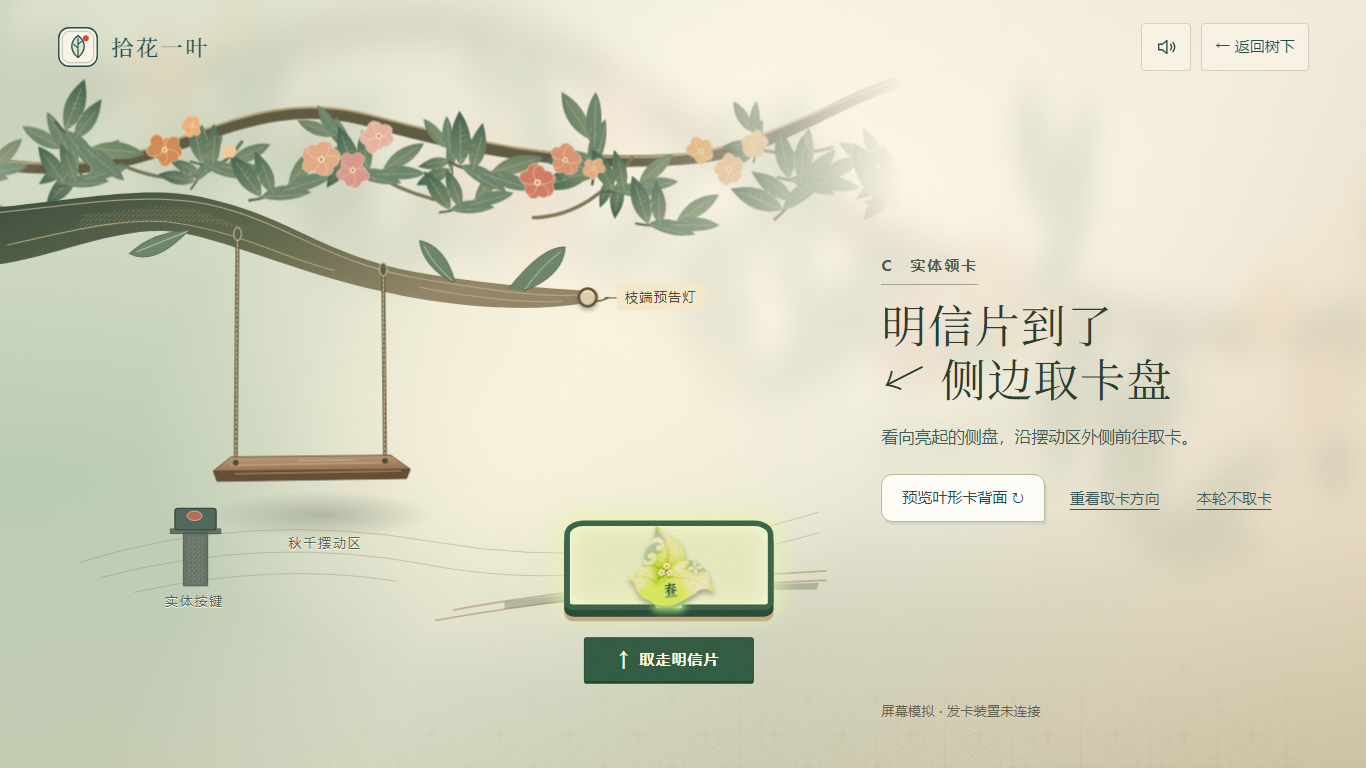 拾花一叶
← 返回树下
枝端预告灯
C 实体领卡
明信片到了
↙ 侧边取卡盘
看向亮起的侧盘，沿摆动区外侧前往取卡。
预览叶形卡背面 ↻
重看取卡方向
本轮不取卡
秋千摆动区
实体按键
春
↑ 取走明信片
屏幕模拟 · 发卡装置未连接